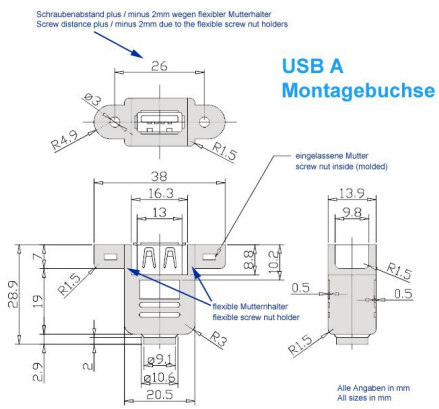 Schraubenabstand plus / minus 2mm wegen flexibler Mutterhalter
Screw distance plus / minus 2mm due to the flexible screw nut holders
USB A
Montagebuchse
26
ø3
R4.9
R1.5
eingelassene Mutter
screw nut inside (molded)
38
16.3
13
13.9
9.8
7
8.8
10.2
R1.5
R1.5
28.9
19
0.5
0.5
flexible Mutternhalter
flexible screw nut holder
R3
R1.5
2.9
2
ø9.1
ø10.6
20.5
Alle Angaben in mm
All sizes in mm